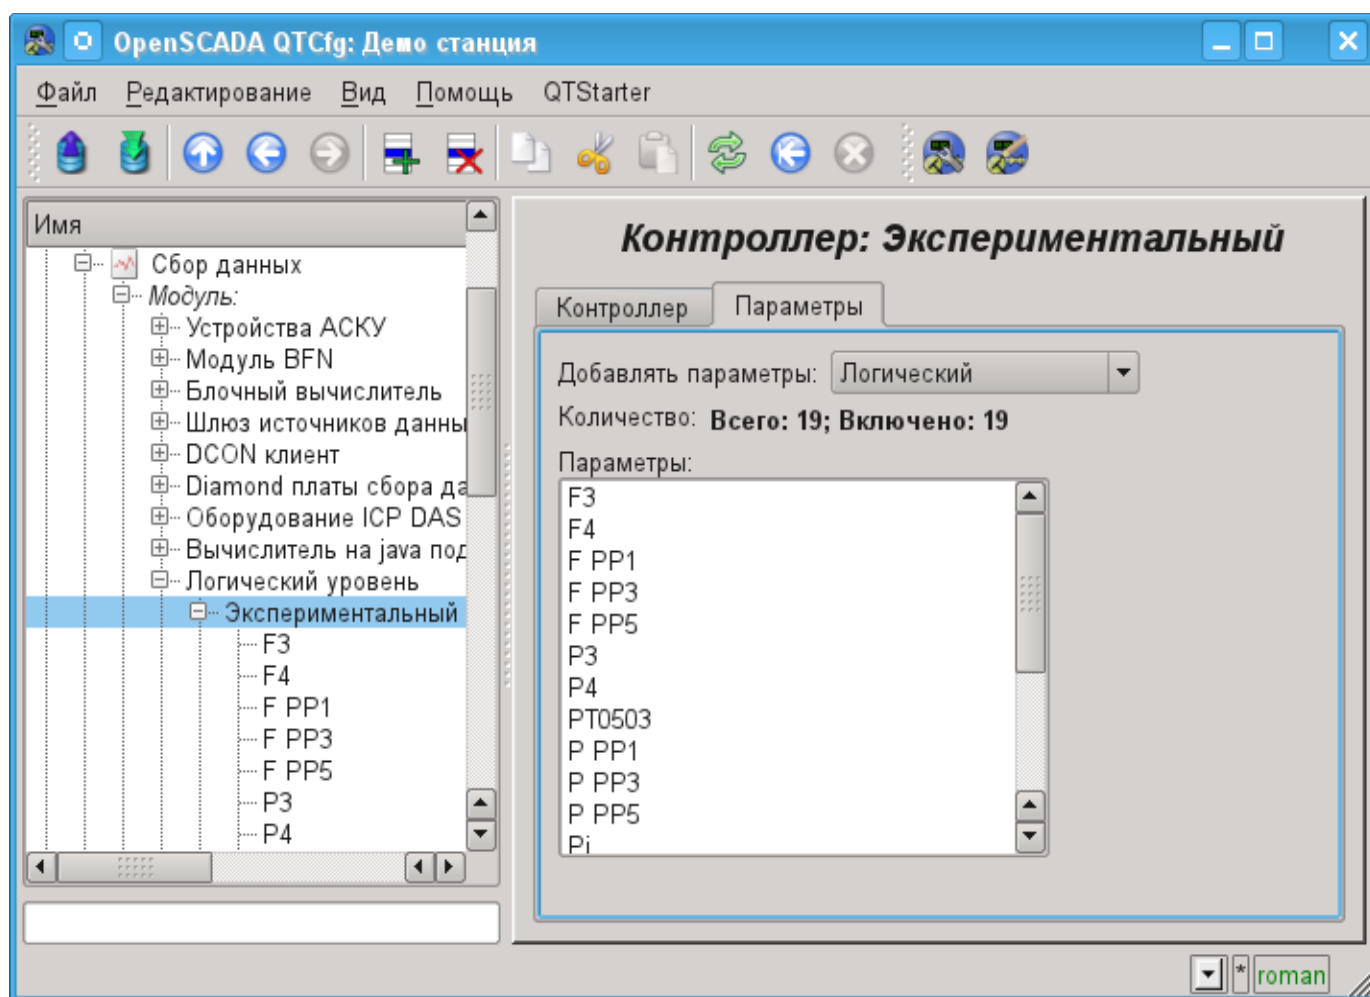 OpenSCADA QTCfg: Демо станция
Файл Редактирование Вид Помощь QTStarter
Имя
Сбор данных
Модуль:
Устройства АСКУ
Модуль BFN
Блочный вычислитель
Шлюз источников данны
DCON клиент
Diamond платы сбора да
Оборудование ICP DAS
Вычислитель на java под
Логический уровень
Экспериментальный
F3
F4
F PP1
F PP3
F PP5
P3
P4
Контроллер: Экспериментальный
Контроллер Параметры
Добавлять параметры: Логический
Количество: Всего: 19; Включено: 19
Параметры:
F3
F4
F PP1
F PP3
F PP5
P3
P4
PT0503
P PP1
P PP3
P PP5
Pi
* roman